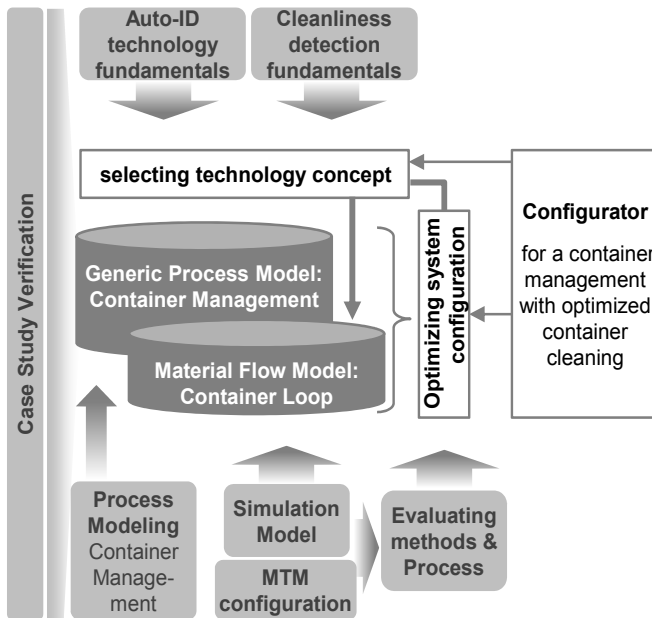 Case Study Verification
Auto-ID
technology
fundamentals
Cleanliness
detection
fundamentals
selecting technology concept
Generic Process Model:
Container Management
Material Flow Model:
Container Loop
Optimizing system
configuration
Configurator
for a container
management
with optimized
container
cleaning
Process
Modeling
Container
Manage-
ment
Simulation
Model
MTM
configuration
Evaluating
methods &
Process